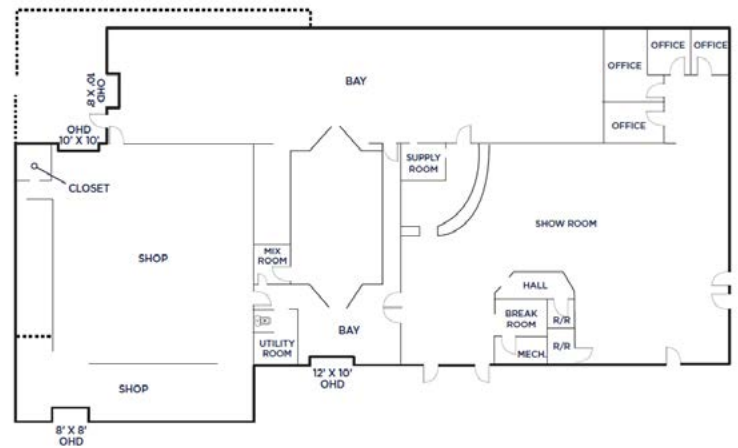 OFFICE
OFFICE
OFFICE
BAY
10' X 8'
OHD
OFFICE
OHD
10' X 10'
SUPPLY
ROOM
CLOSET
SHOW ROOM
SHOP
MIX
ROOM
HALL
BREAK
ROOM
R/R
BAY
UTILITY
ROOM
R/R
MECH.
12' X 10'
OHD
SHOP
8' X 8'
OHD